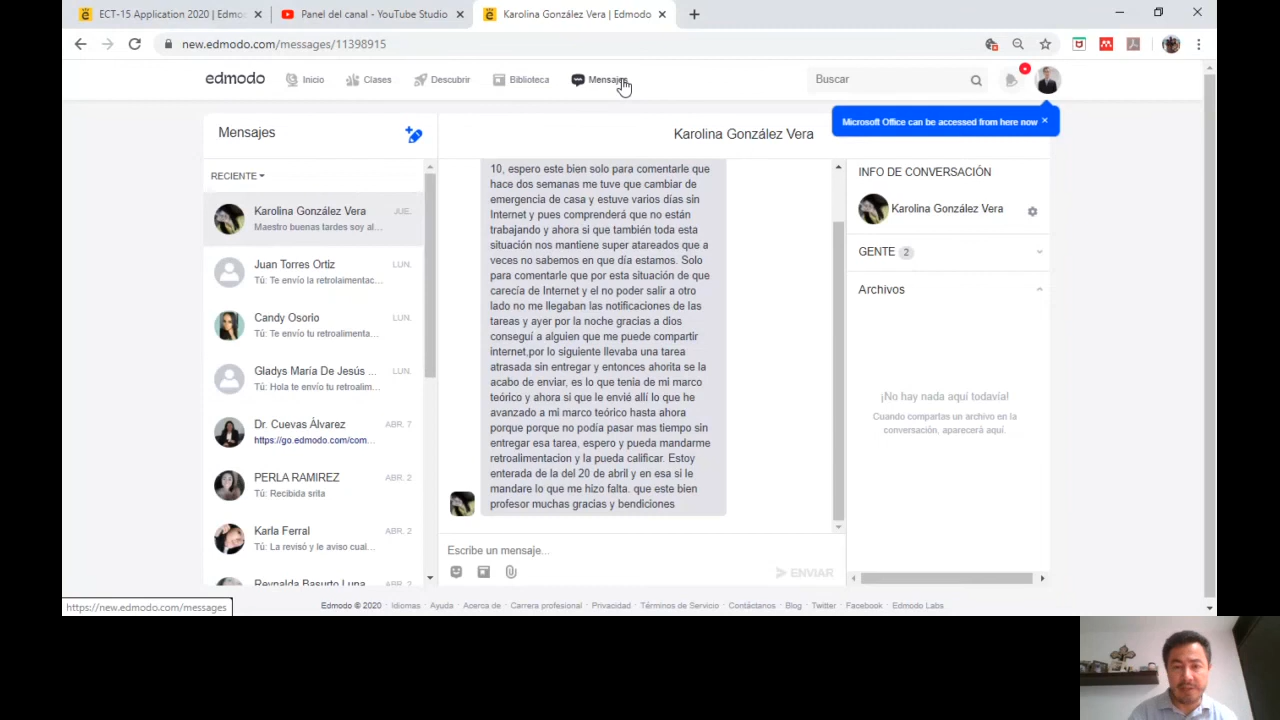 ECT-15 Application 2020 | Edmod
Panel del canal - YouTube Studio
Karolina González Vera | Edmodo
new.edmodo.com/messages/11398915
edmodo
Inicio
Clases
Descubrir
Biblioteca
Mensajes
Buscar
Microsoft Office can be accessed from here now
Mensajes
Karolina González Vera
RECIENTE
Karolina González Vera
JUE.
Maestro buenas tardes soy al...
Juan Torres Ortiz
LUN.
Tú: Te envío la retrolaimentac...
Candy Osorio
LUN.
Tú: Te envío tu retroalimenta...
Gladys María De Jesús ...
LUN.
Tú: Hola te envío tu retroalim...
Dr. Cuevas Álvarez
ABR. 7
https://go.edmodo.com/com...
PERLA RAMIREZ
ABR. 2
Tú: Recibida srita
Karla Ferral
ABR. 2
Tú: La revisó y le aviso cual...
Reynalda Basurto Luna
ABR. 2
10, espero este bien solo para comentarle que
hace dos semanas me tuve que cambiar de
emergencia de casa y estuve varios días sin
Internet y pues comprenderá que no están
trabajando y ahora si que también toda esta
situación nos mantiene super atareados que a
veces no sabemos en que día estamos. Solo
para comentarle que por esta situación de que
carecía de Internet y el no poder salir a otro
lado no me llegaban las notificaciones de las
tareas y ayer por la noche gracias a dios
conseguí a alguien que me puede compartir
internet,por lo siguiente llevaba una tarea
atrasada sin entregar y entonces ahorita se la
acabo de enviar, es lo que tenia de mi marco
teórico y ahora si que le envié allí lo que he
avanzado a mi marco teórico hasta ahora
porque porque no podía pasar mas tiempo sin
entregar esa tarea, espero y pueda mandarme
retroalimentacion y la pueda calificar. Estoy
enterada de la del 20 de abril y en esa si le
mandare lo que me hizo falta. que este bien
profesor muchas gracias y bendiciones
Escribe un mensaje...
ENVIAR
INFO DE CONVERSACIÓN
Karolina González Vera
GENTE 2
Archivos
¡No hay nada aquí todavía!
Cuando compartas un archivo en la
conversación, aparecerá aquí.
https://new.edmodo.com/messages
Edmodo © 2020 · Idiomas · Ayuda · Acerca de · Carrera profesional · Privacidad · Términos de Servicio · Contáctanos · Blog · Twitter · Facebook · Edmodo Labs